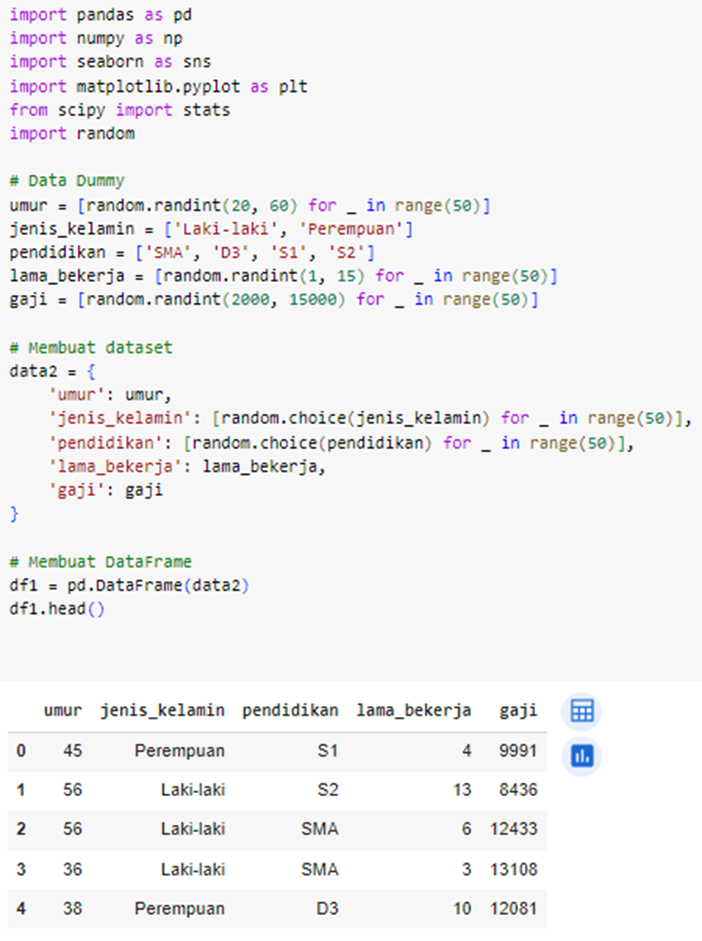 import pandas as pd
import numpy as np
import seaborn as sns
import matplotlib.pyplot as plt
from scipy import stats
import random
# Data Dummy
umur = [random.randint(20, 60) for _ in range(50)]
jenis_kelamin = ['Laki-laki', 'Perempuan']
pendidikan = ['SMA', 'D3', 'S1', 'S2']
lama_bekerja = [random.randint(1, 15) for _ in range(50)]
gaji = [random.randint(2000, 15000) for _ in range(50)]
# Membuat dataset
data2 = {
    'umur': umur,
    'jenis_kelamin': [random.choice(jenis_kelamin) for _ in range(50)],
    'pendidikan': [random.choice(pendidikan) for _ in range(50)],
    'lama_bekerja': lama_bekerja,
    'gaji': gaji
}
# Membuat DataFrame
df1 = pd.DataFrame(data2)
df1.head()
umur jenis_kelamin pendidikan lama_bekerja gaji
0 45 Perempuan S1 4 9991
1 56 Laki-laki S2 13 8436
2 56 Laki-laki SMA 6 12433
3 36 Laki-laki SMA 3 13108
4 38 Perempuan D3 10 12081